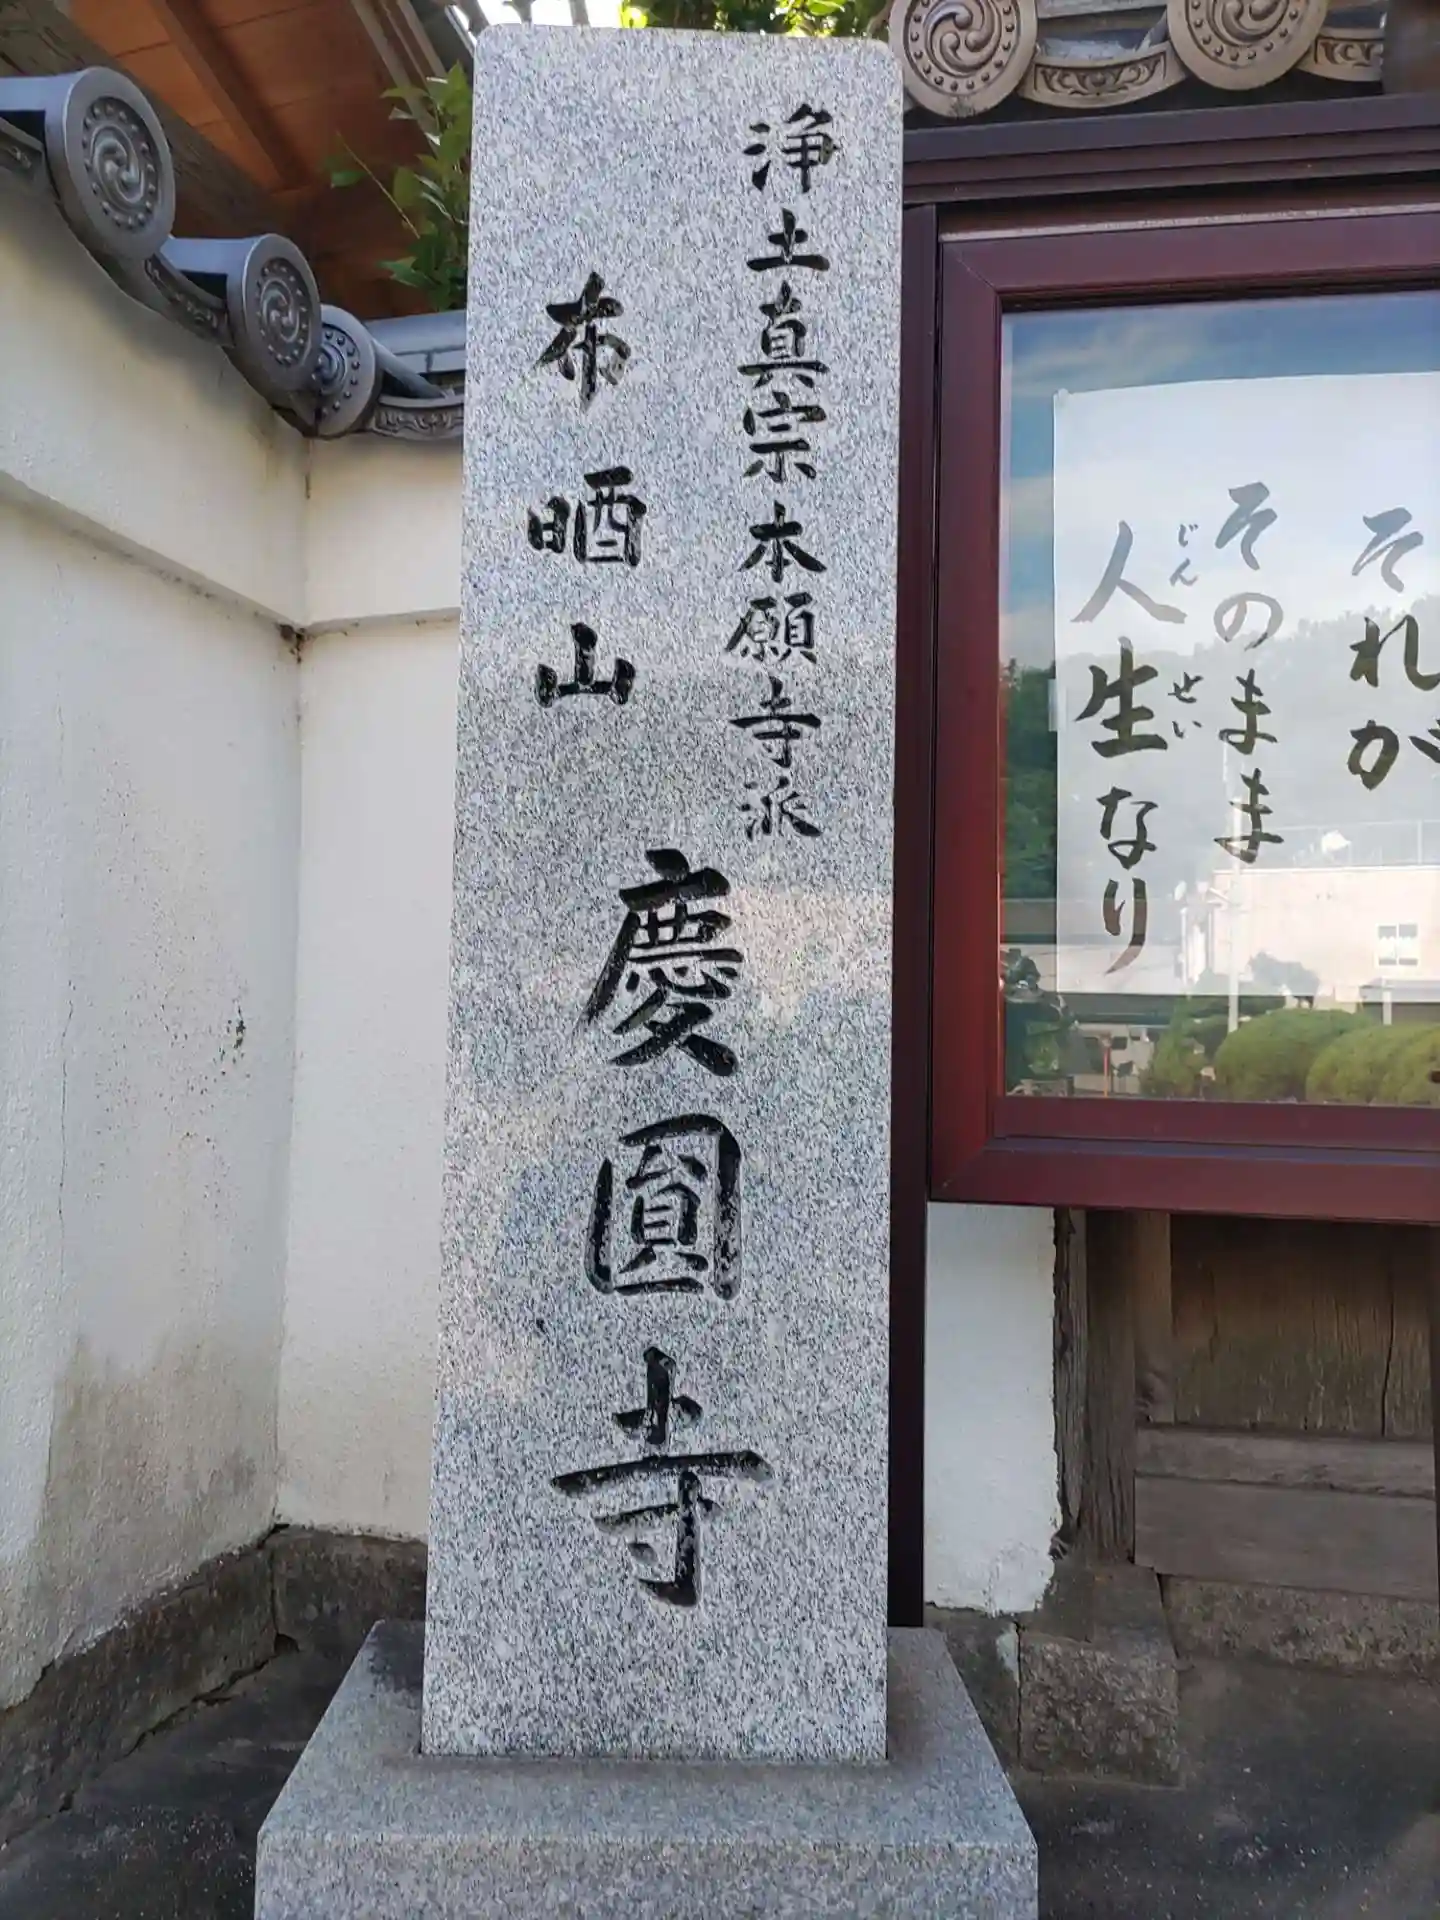 それが
そのまま
人生なり
じんせい
浄土真宗本願寺派
布晒山
慶圓寺